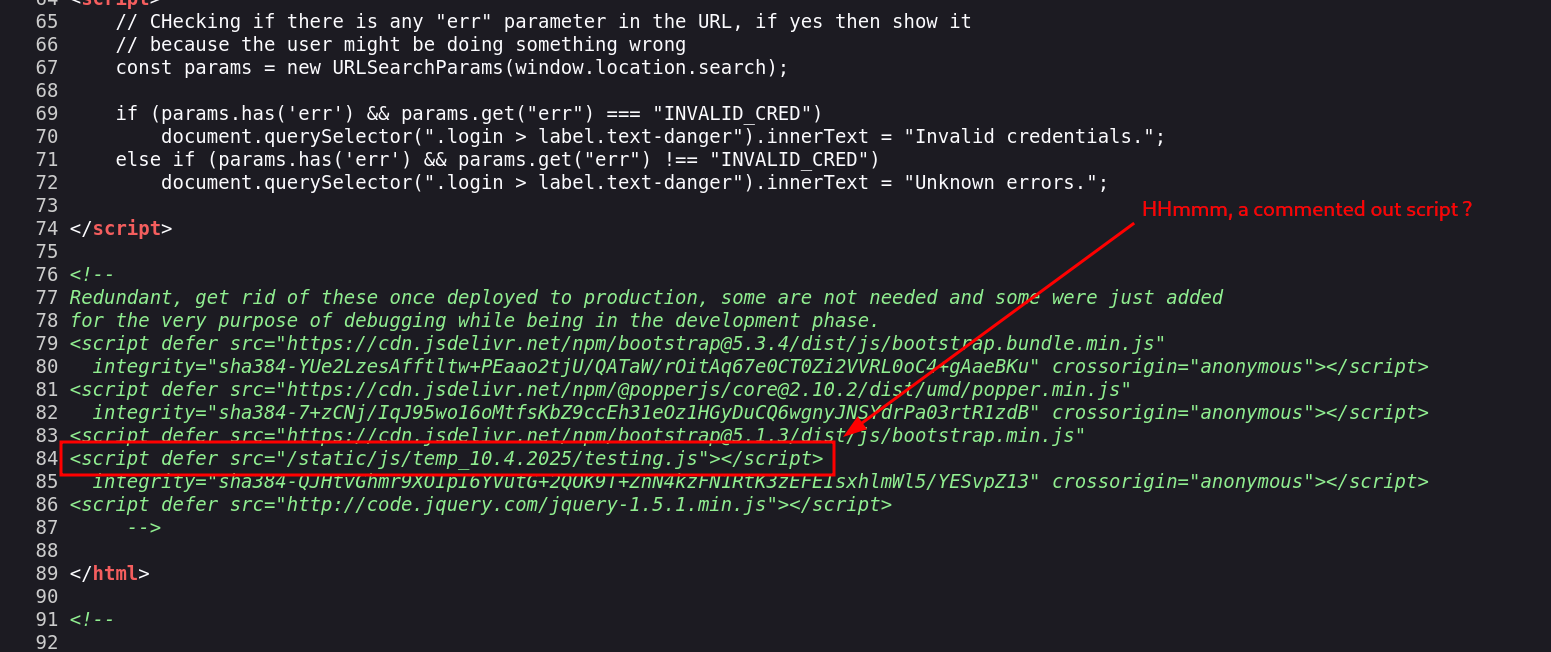 64 <script>
65 // CHecking if there is any "err" parameter in the URL, if yes then show it
66 // because the user might be doing something wrong
67 const params = new URLSearchParams(window.location.search);
68
69 if (params.has('err') && params.get("err") === "INVALID_CRED")
70 document.querySelector(".login > label.text-danger").innerText = "Invalid credentials.";
71 else if (params.has('err') && params.get("err") !== "INVALID_CRED")
72 document.querySelector(".login > label.text-danger").innerText = "Unknown errors.";
73
HHmmm, a commented out script ?
74 </script>
75
76 <!--
77 Redundant, get rid of these once deployed to production, some are not needed and some were just added
78 for the very purpose of debugging while being in the development phase.
79 <script defer src="https://cdn.jsdelivr.net/npm/bootstrap@5.3.4/dist/js/bootstrap.bundle.min.js"
80 integrity="sha384-YUe2LzesAfftltw+PEaao2tjU/QATaW/rOitAq67e0CT0Zi2VVRL0oC4+gAaeBKu" crossorigin="anonymous"></script>
81 <script defer src="https://cdn.jsdelivr.net/npm/@popperjs/core@2.10.2/dist/umd/popper.min.js"
82 integrity="sha384-7+zCNj/IqJ95wo16oMtfsKbZ9ccEh31eOz1HGyDuCQ6wgnyJNSYdrPa03rtR1zdB" crossorigin="anonymous"></script>
83 <script defer src="https://cdn.jsdelivr.net/npm/bootstrap@5.1.3/dist/js/bootstrap.min.js"
84 <script defer src="/static/js/temp_10.4.2025/testing.js"></script>
85 integrity="sha384-QJHtvGhmr9XOIpI6YVutG+2QOK9T+ZnN4kzFN1RtK3zEFEIsxhlmWl5/YESvpZ13" crossorigin="anonymous"></script>
86 <script defer src="http://code.jquery.com/jquery-1.5.1.min.js"></script>
87 -->
88
89 </html>
90
91 <!--
92